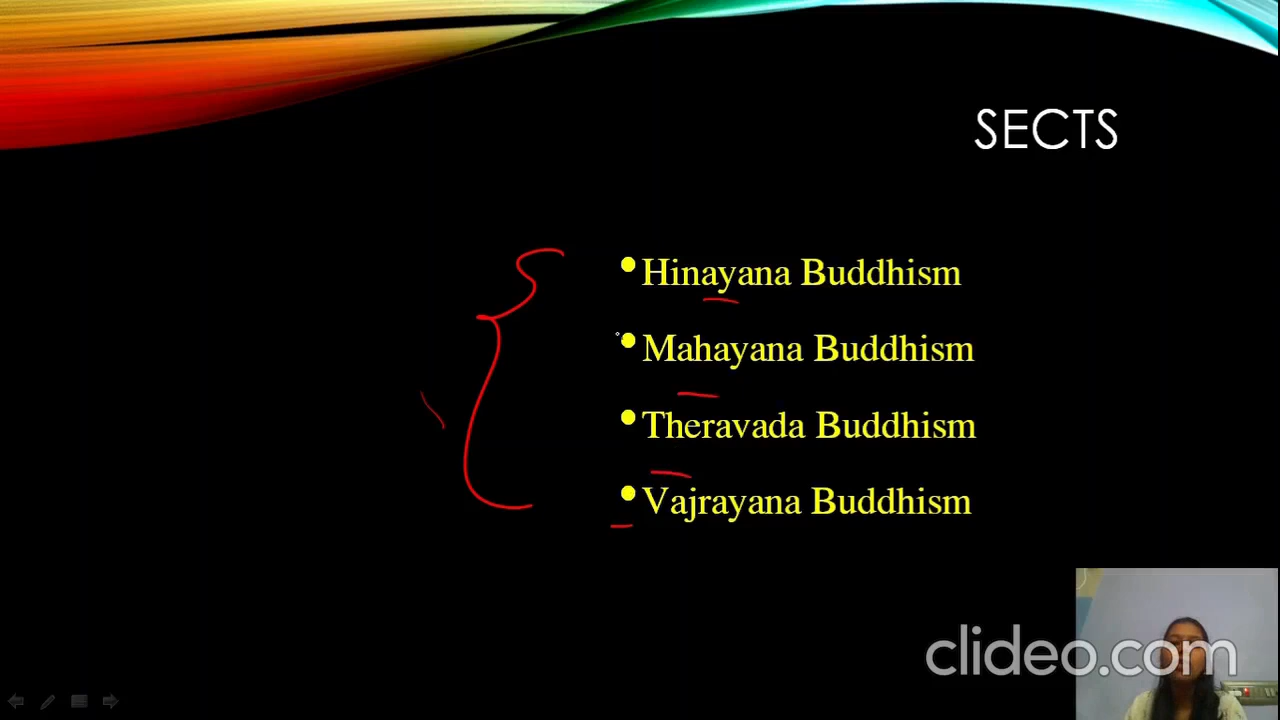 SECTS
• Hinayana Buddhism
• Mahayana Buddhism
• Theravada Buddhism
• Vajrayana Buddhism
clideo.com